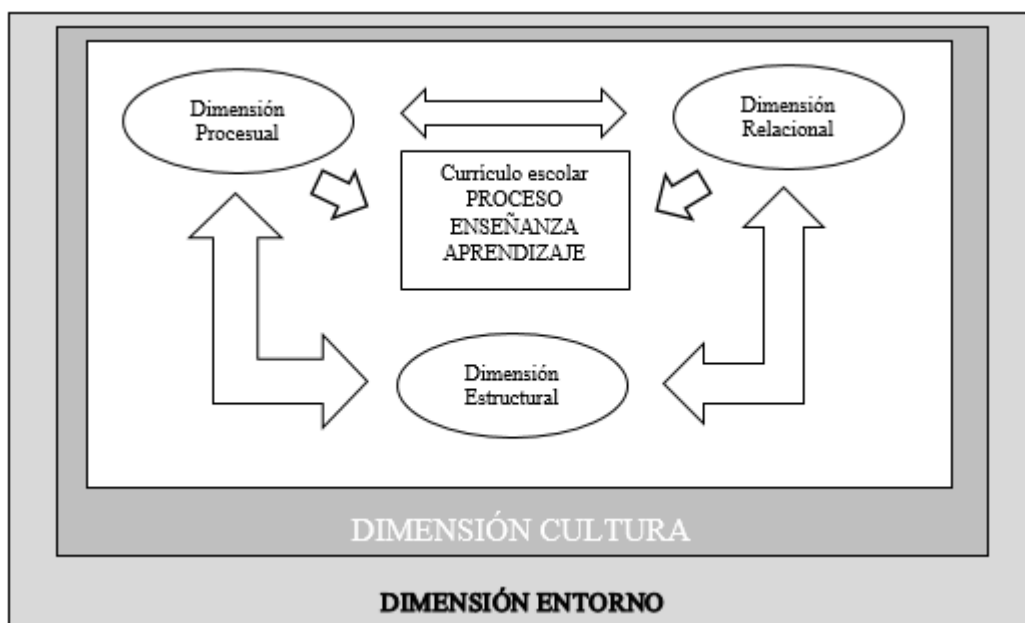 Dimensión
Procesual
Dimensión
Relacional
Currículo escolar
PROCESO
ENSEÑANZA
APRENDIZAJE
Dimensión
Estructural
DIMENSIÓN CULTURA
DIMENSIÓN ENTORNO